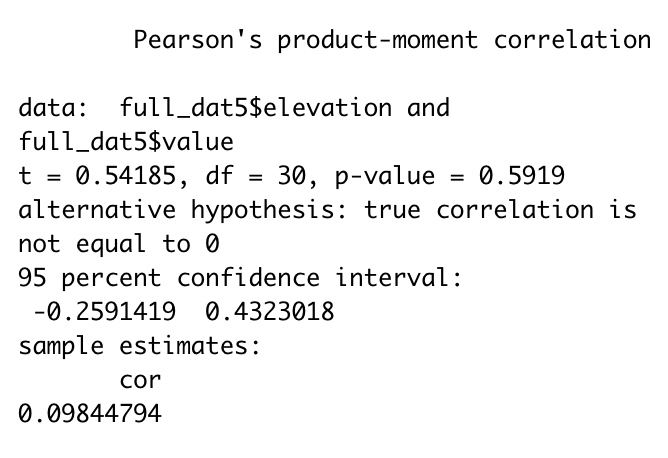 Pearson's product-moment correlation
data:  full_dat5$elevation and
full_dat5$value
t = 0.54185, df = 30, p-value = 0.5919
alternative hypothesis: true correlation is
not equal to 0
95 percent confidence interval:
 -0.2591419  0.4323018
sample estimates:
cor
0.09844794